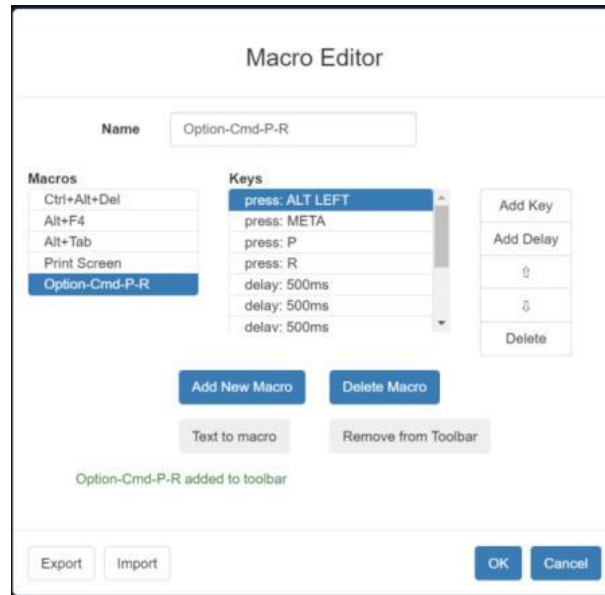 Macro Editor
Name Option-Cmd-P-R
Macros
Ctrl+Alt+Del
Alt+F4
Alt+Tab
Print Screen
Option-Cmd-P-R
Keys
press: ALT LEFT
press: META
press: P
press: R
delay: 500ms
delay: 500ms
delay: 500ms
Add Key
Add Delay
⇧
⇩
Delete
Add New Macro Delete Macro
Text to macro Remove from Toolbar
Option-Cmd-P-R added to toolbar
Export Import OK Cancel